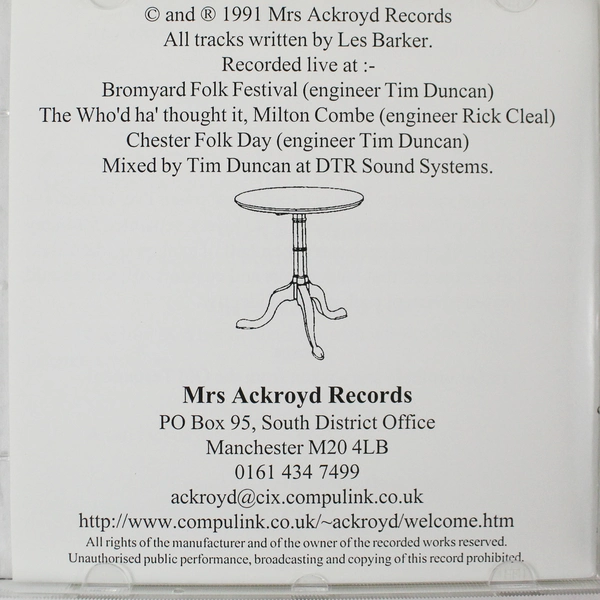 © and ® 1991 Mrs Ackroyd Records
All tracks written by Les Barker.
Recorded live at :-
Bromyard Folk Festival (engineer Tim Duncan)
The Who'd ha' thought it, Milton Combe (engineer Rick Cleal)
Chester Folk Day (engineer Tim Duncan)
Mixed by Tim Duncan at DTR Sound Systems.
Mrs Ackroyd Records
PO Box 95, South District Office
Manchester M20 4LB
0161 434 7499
ackroyd@cix.compulink.co.uk
http://www.compulink.co.uk/~ackroyd/welcome.htm
All rights of the manufacturer and of the owner of the recorded works reserved.
Unauthorised public performance, broadcasting and copying of this record prohibited.